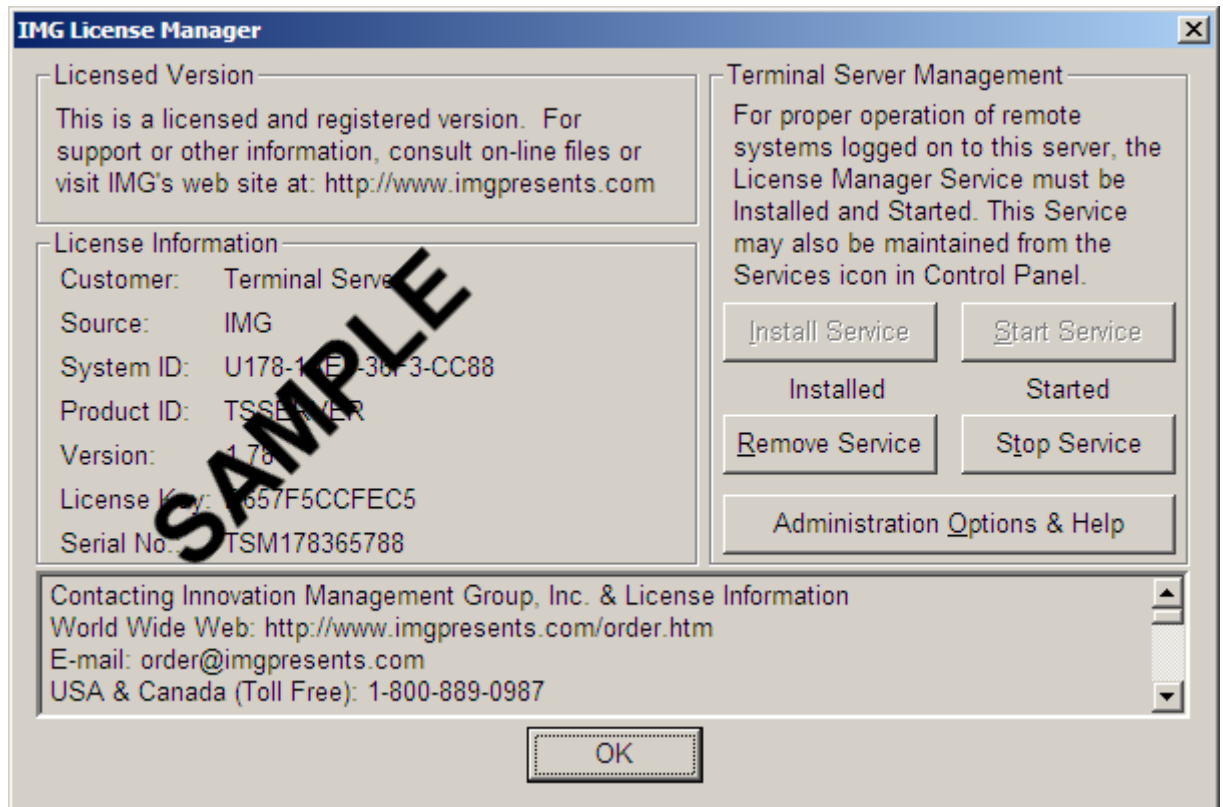 IMG License Manager
Licensed Version
This is a licensed and registered version. For
support or other information, consult on-line files or
visit IMG's web site at: http://www.imgpresents.com
License Information
Customer: Terminal Server
Source: IMG
System ID:
Product ID: TSSERVER
Version: 1.78
License Key:
Serial No.: TSM178365788
SAMPLE
Terminal Server Management
For proper operation of remote
systems logged on to this server, the
License Manager Service must be
Installed and Started. This Service
may also be maintained from the
Services icon in Control Panel.
Install Service Start Service
Installed Started
Remove Service Stop Service
Administration Options & Help
Contacting Innovation Management Group, Inc. & License Information
World Wide Web: http://www.imgpresents.com/order.htm
E-mail: order@imgpresents.com
USA & Canada (Toll Free): 1-800-889-0987
OK